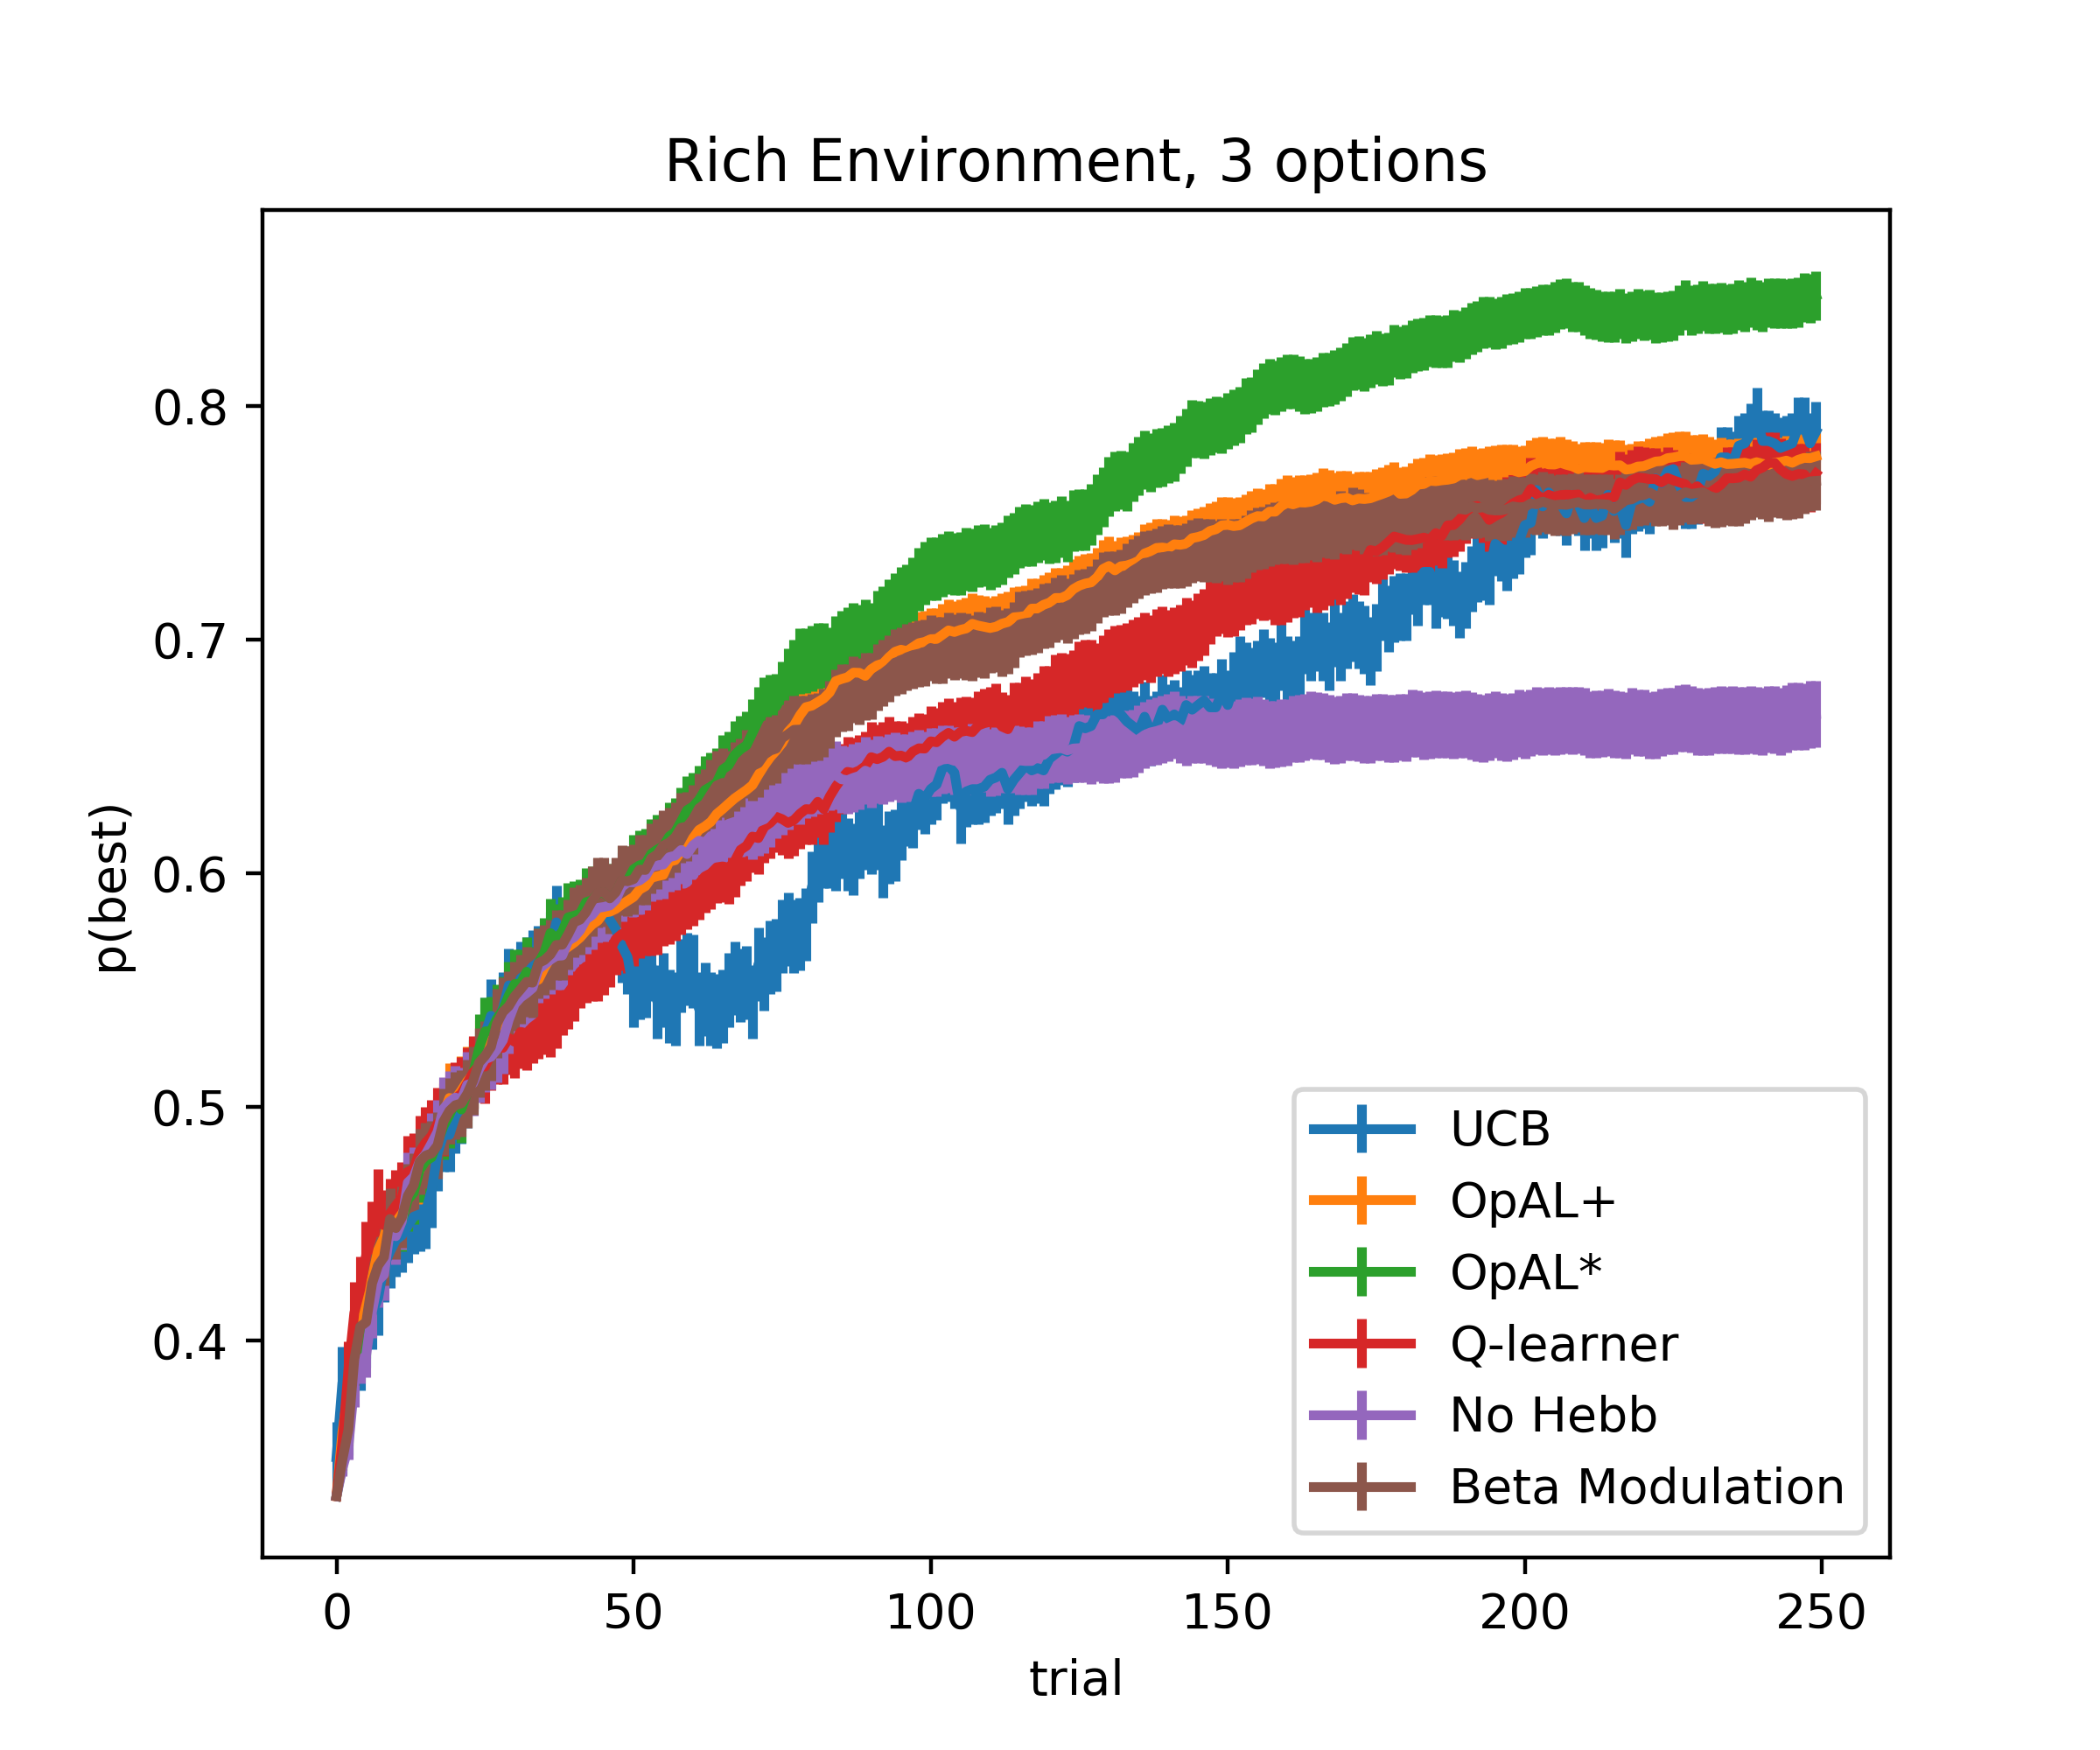 Rich Environment, 3 options
p(best)
0.8
0.7
0.6
0.5
0.4
UCB
OpAL+
OpAL*
Q-learner
No Hebb
Beta Modulation
0 50 100 150 200 250
trial